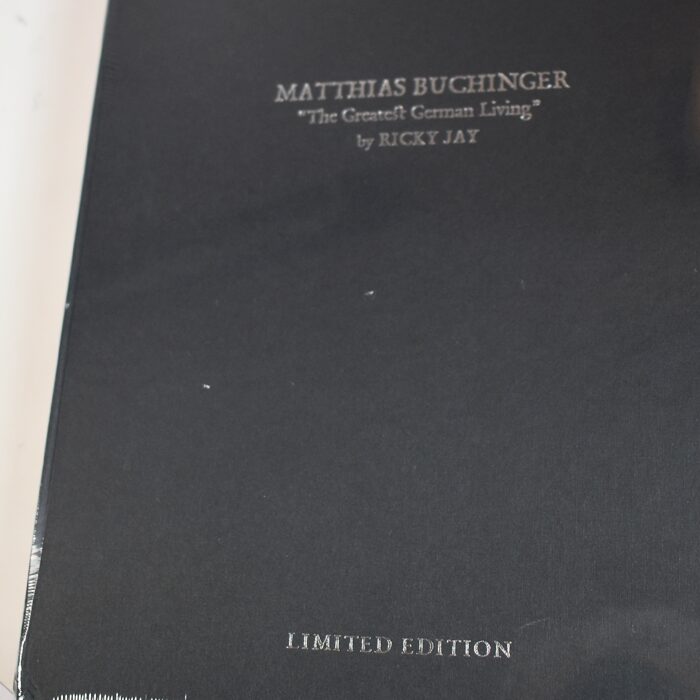 MATTHIAS BUCHINGER
"The Greatest German Living"
by RICKY JAY
LIMITED EDITION